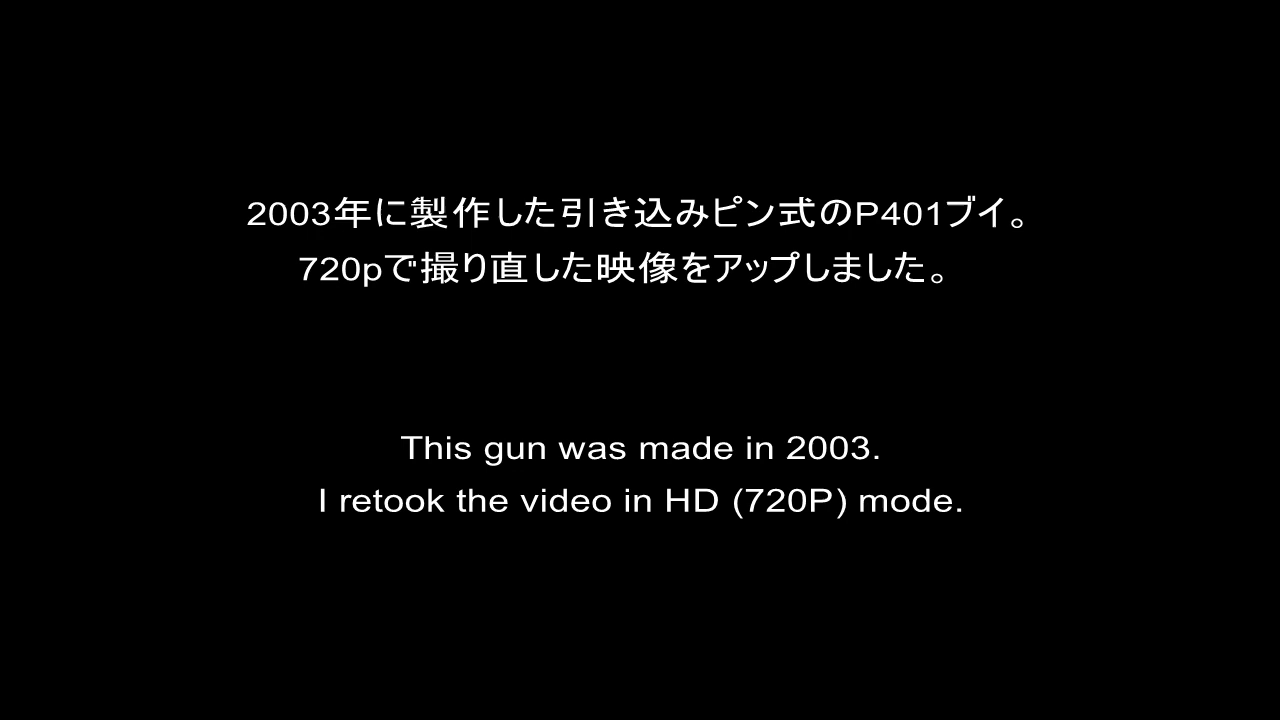 2003年に製作した引き込みピン式のP401ブイ。
720pで撮り直した映像をアップしました。
This gun was made in 2003.
I retook the video in HD (720P) mode.